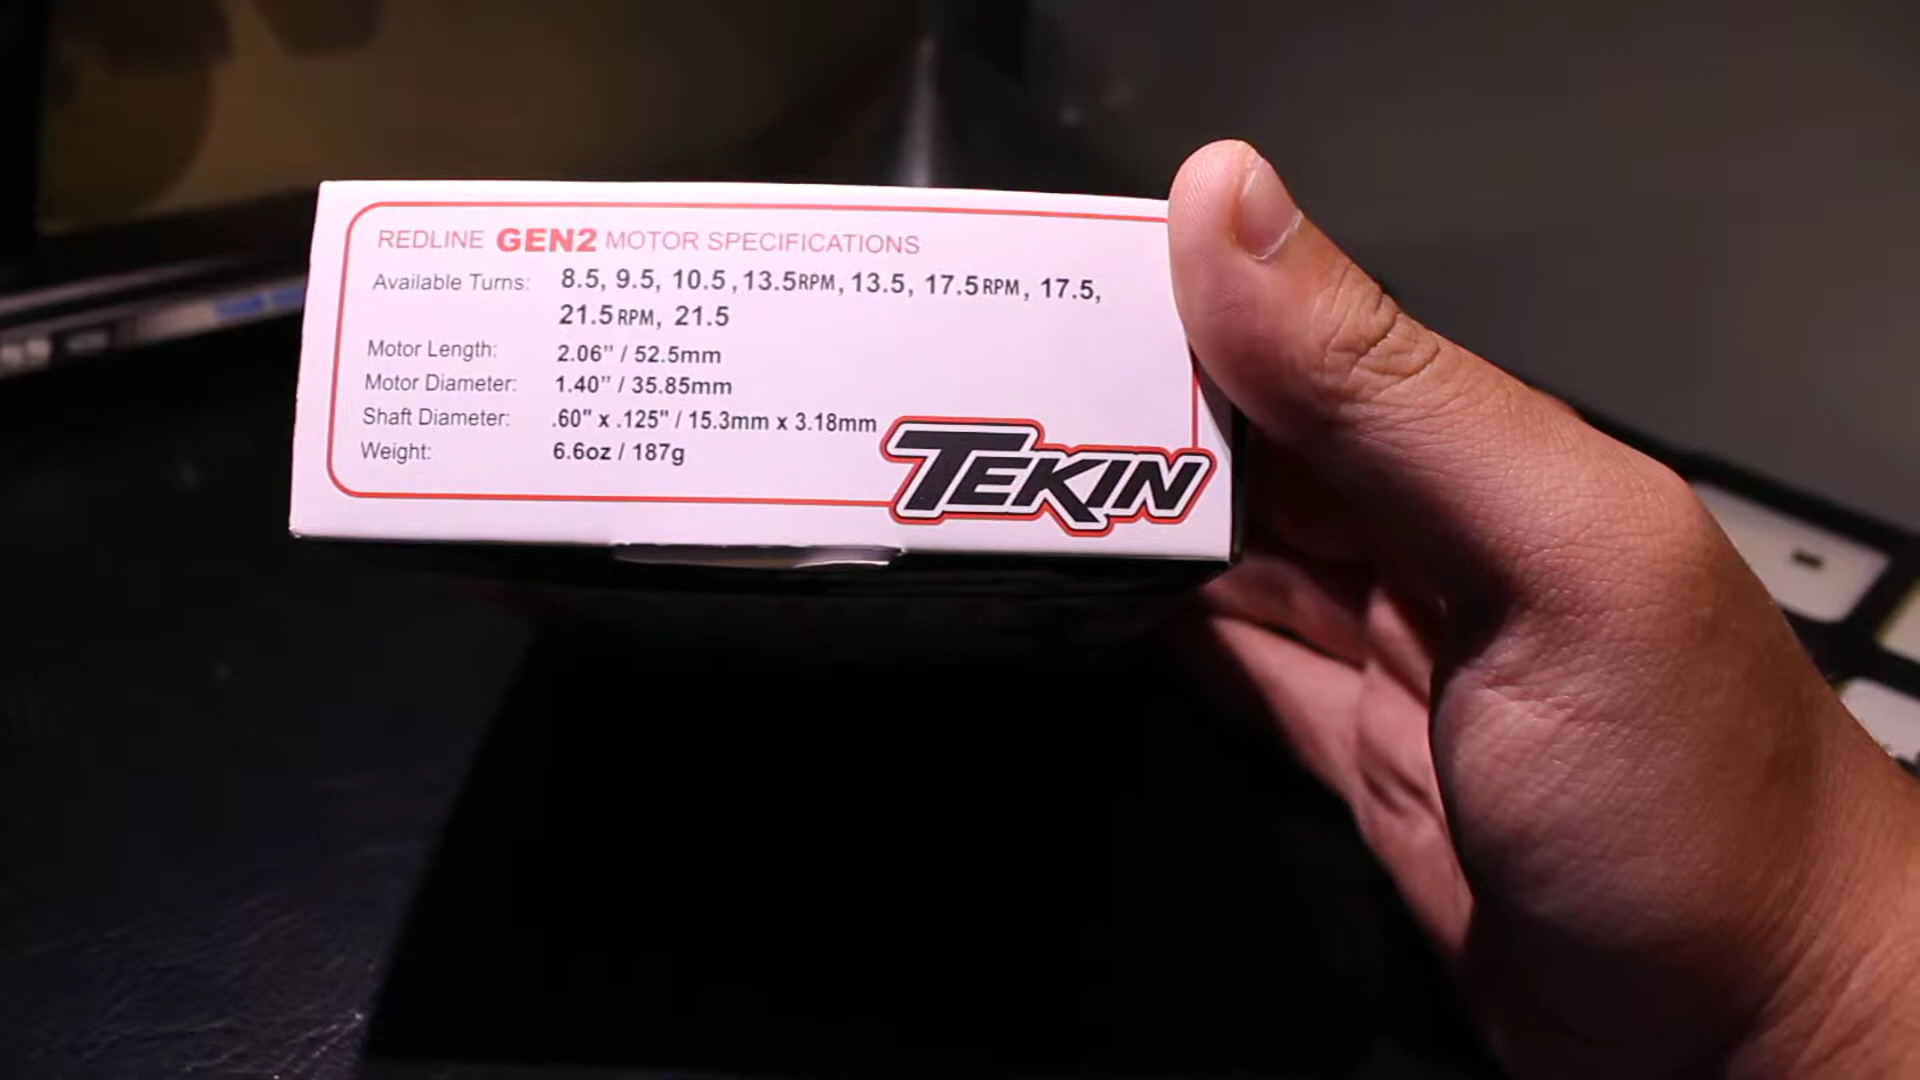 REDLINE GEN2 MOTOR SPECIFICATIONS
Available Turns: 8.5, 9.5, 10.5, 13.5RPM, 13.5, 17.5RPM, 17.5,
21.5RPM, 21.5
Motor Length: 2.06" / 52.5mm
Motor Diameter: 1.40" / 35.85mm
Shaft Diameter: .60" x .125" / 15.3mm x 3.18mm
Weight: 6.6oz / 187g
TEKIN